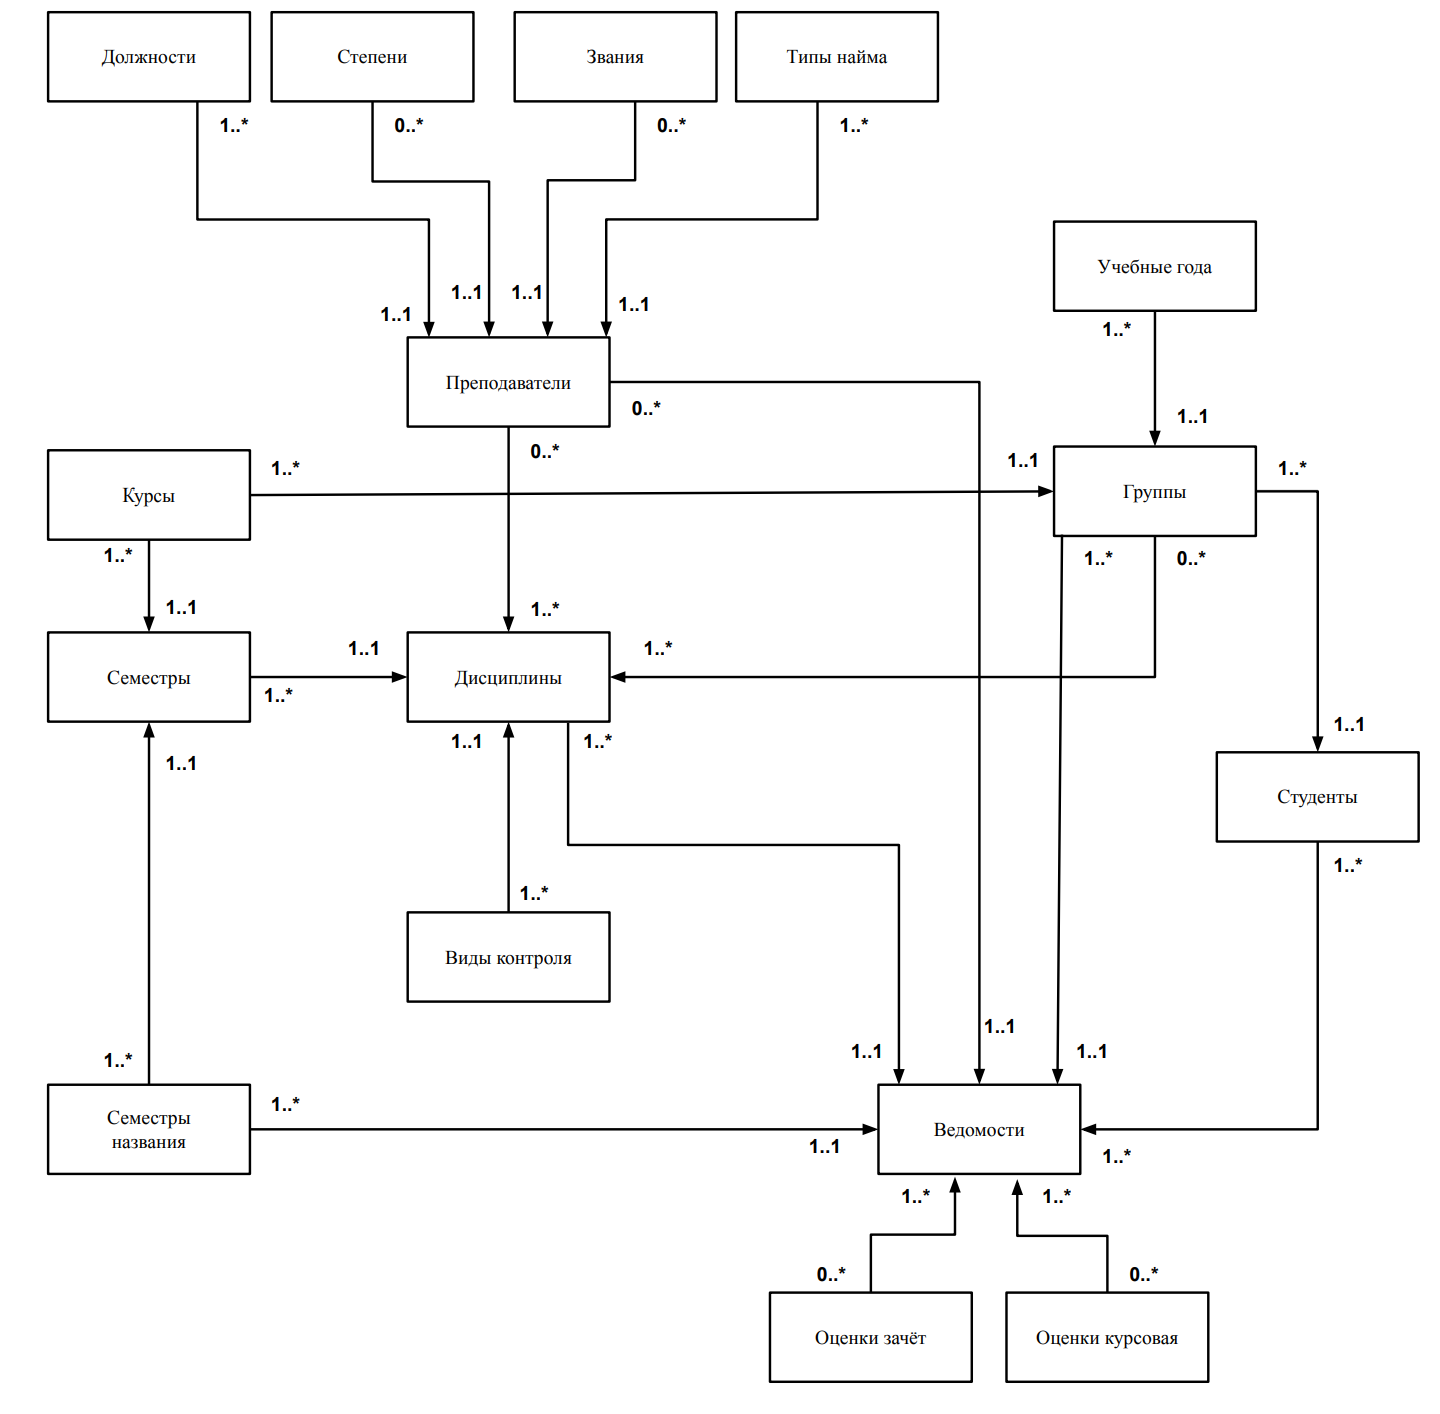 Должности
Степени
Звания
Типы найма
1..*
0..*
0..*
1..*
Учебные года
1..1
1..1
1..1
1..1
1..*
Преподаватели
0..*
0..*
1..1
Курсы
1..*
1..1
Группы
1..*
1..*
1..*
0..*
1..1
1..*
Семестры
1..1
1..*
Дисциплины
1..*
1..1
1..1
1..*
1..1
Студенты
1..*
1..*
Виды контроля
1..1
1..1
1..1
1..*
Семестры
названия
1..*
1..1
Ведомости
1..*
1..*
1..*
0..*
0..*
Оценки зачёт
Оценки курсовая